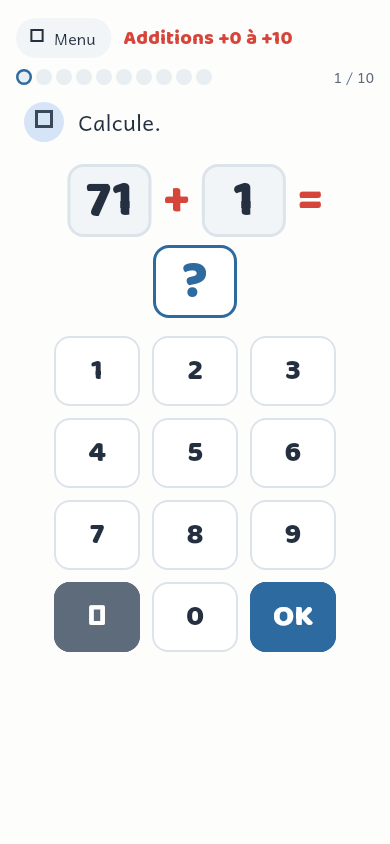 Menu
Additions +0 à +10
1 / 10
Calcule.
71 + 1 =
?
1 2 3
4 5 6
7 8 9
0 OK